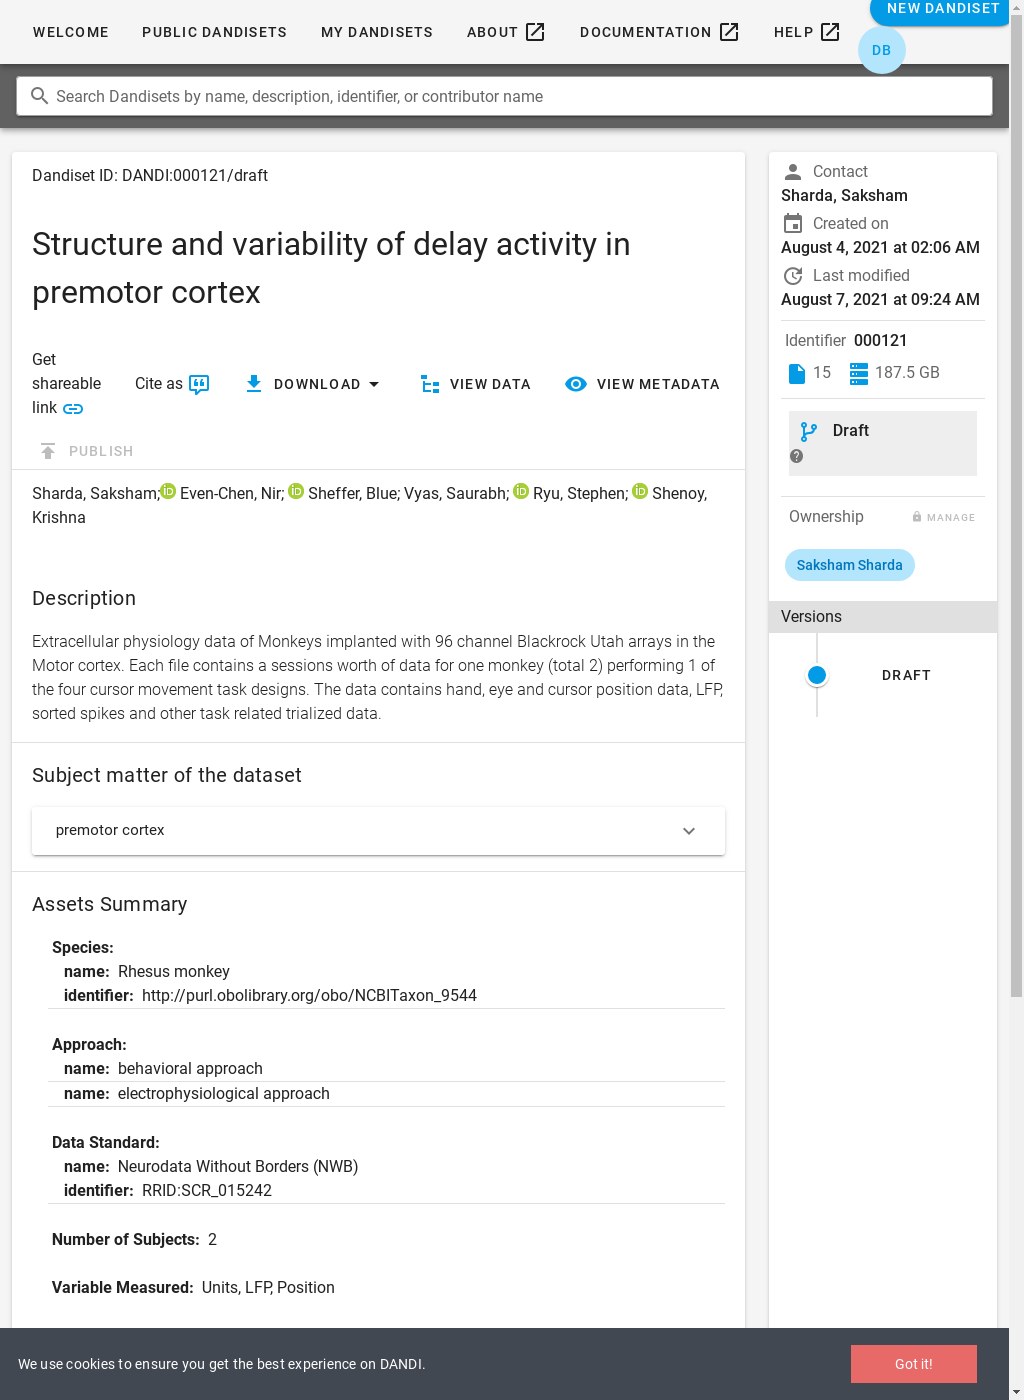 WELCOME PUBLIC DANDISETS MY DANDISETS ABOUT DOCUMENTATION HELP NEW DANDISET
DB
Search Dandisets by name, description, identifier, or contributor name
Dandiset ID: DANDI:000121/draft
Structure and variability of delay activity in
premotor cortex
Get
shareable
link
Cite as
DOWNLOAD
VIEW DATA
VIEW METADATA
PUBLISH
Sharda, Saksham; Even-Chen, Nir; Sheffer, Blue; Vyas, Saurabh; Ryu, Stephen; Shenoy,
Krishna
Description
Extracellular physiology data of Monkeys implanted with 96 channel Blackrock Utah arrays in the
Motor cortex. Each file contains a sessions worth of data for one monkey (total 2) performing 1 of
the four cursor movement task designs. The data contains hand, eye and cursor position data, LFP,
sorted spikes and other task related trialized data.
Subject matter of the dataset
premotor cortex
Assets Summary
Species:
name: Rhesus monkey
identifier: http://purl.obolibrary.org/obo/NCBITaxon_9544
Approach:
name: behavioral approach
name: electrophysiological approach
Data Standard:
name: Neurodata Without Borders (NWB)
identifier: RRID:SCR_015242
Number of Subjects: 2
Variable Measured: Units, LFP, Position
Contact
Sharda, Saksham
Created on
August 4, 2021 at 02:06 AM
Last modified
August 7, 2021 at 09:24 AM
Identifier 000121
15 187.5 GB
Draft
Ownership MANAGE
Saksham Sharda
Versions
DRAFT
We use cookies to ensure you get the best experience on DANDI.
Got it!